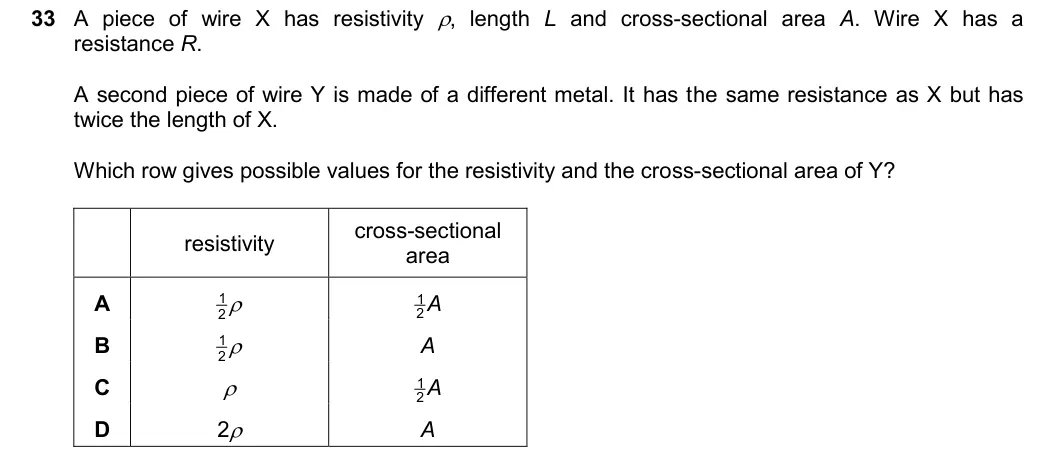 33 A piece of wire X has resistivity ρ, length L and cross-sectional area A. Wire X has a
resistance R.
A second piece of wire Y is made of a different metal. It has the same resistance as X but has
twice the length of X.
Which row gives possible values for the resistivity and the cross-sectional area of Y?
resistivity cross-sectional
area
A ½ρ ½A
B ½ρ A
C ρ ½A
D 2ρ A